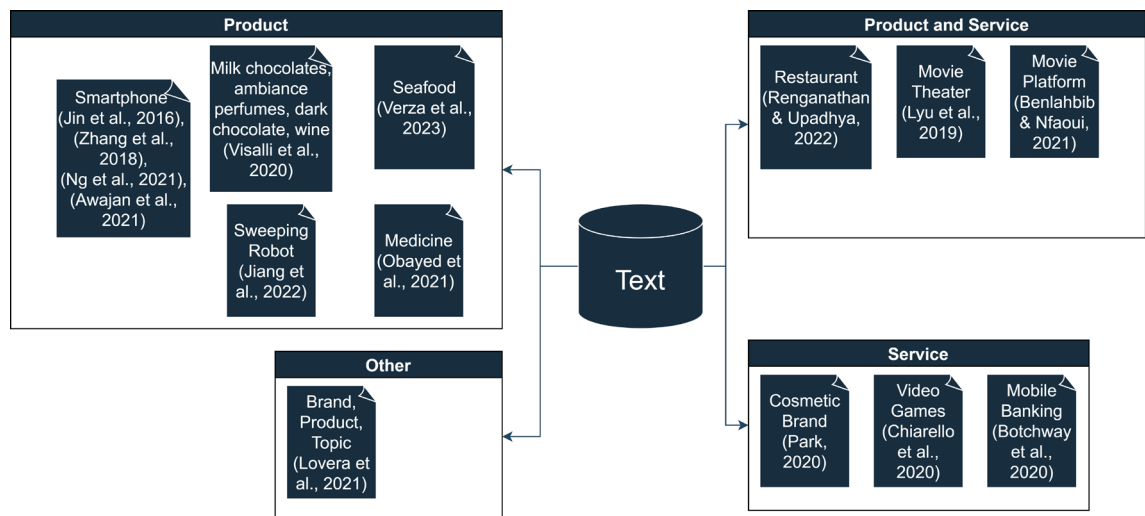 Product
Smartphone
(Jin et al., 2016),
(Zhang et al.,
2018),
(Ng et al., 2021),
(Awajan et al.,
2021)
Milk chocolates,
ambiance
perfumes, dark
chocolate, wine
(Visalli et al.,
2020)
Seafood
(Verza et al.,
2023)
Sweeping
Robot
(Jiang et
al., 2022)
Medicine
(Obayed et
al., 2021)
Other
Brand,
Product,
Topic
(Lovera et
al., 2021)
Text
Product and Service
Restaurant
(Renganathan
& Upadhya,
2022)
Movie
Theater
(Lyu et al.,
2019)
Movie
Platform
(Benlahbib
& Nfaoui,
2021)
Service
Cosmetic
Brand
(Park,
2020)
Video
Games
(Chiarello
et al.,
2020)
Mobile
Banking
(Botchway
et al.,
2020)